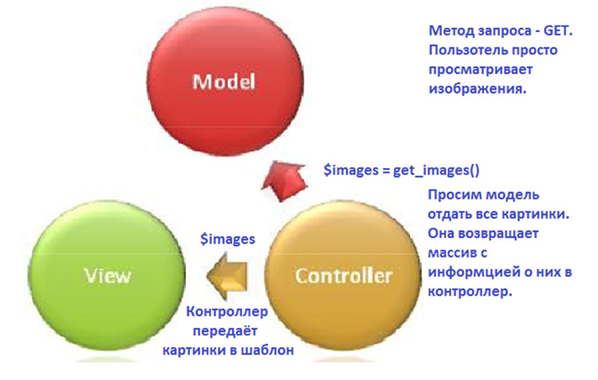 Метод запроса - GET.
Пользотель просто
просматривает
изображения.
Model
$images = get_images()
Просим модель
отдать все картинки.
Она возвращает
массив с
информцией о них в
контроллер.
$images
View
Controller
Контроллер
передаёт
картинки в шаблон